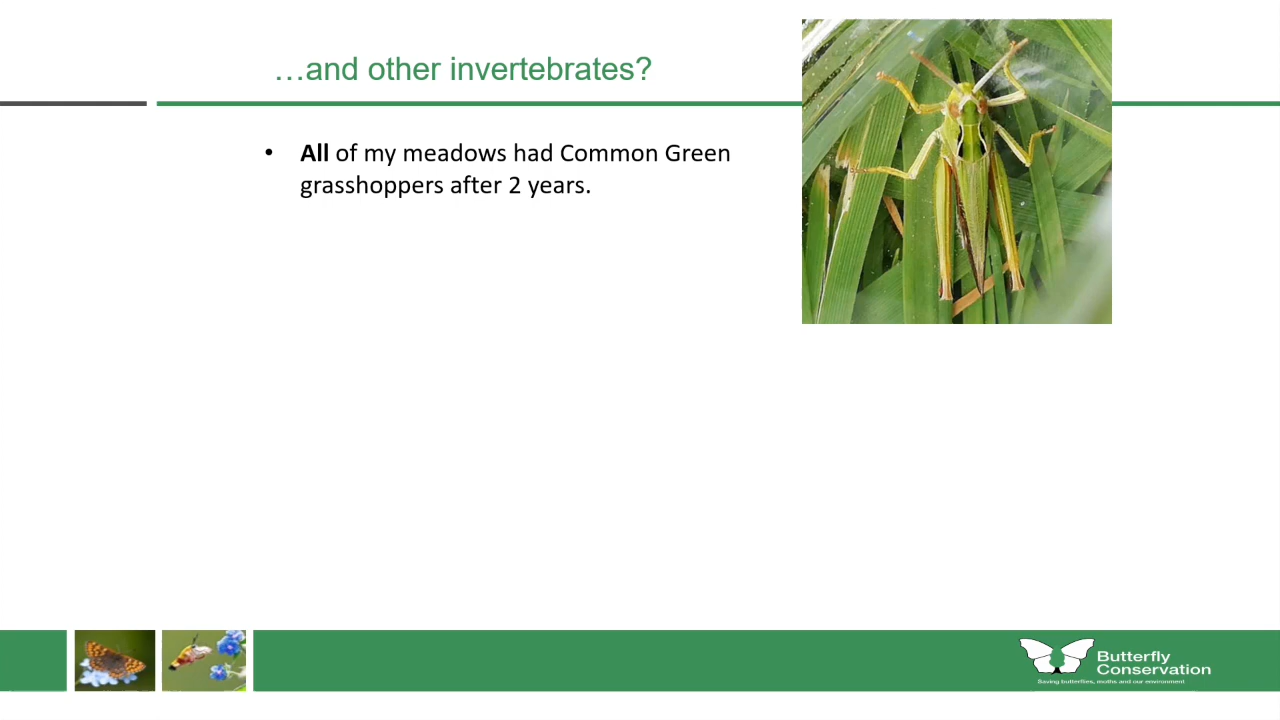 …and other invertebrates?
• All of my meadows had Common Green
grasshoppers after 2 years.
Butterfly
Conservation
Saving butterflies, moths and our environment